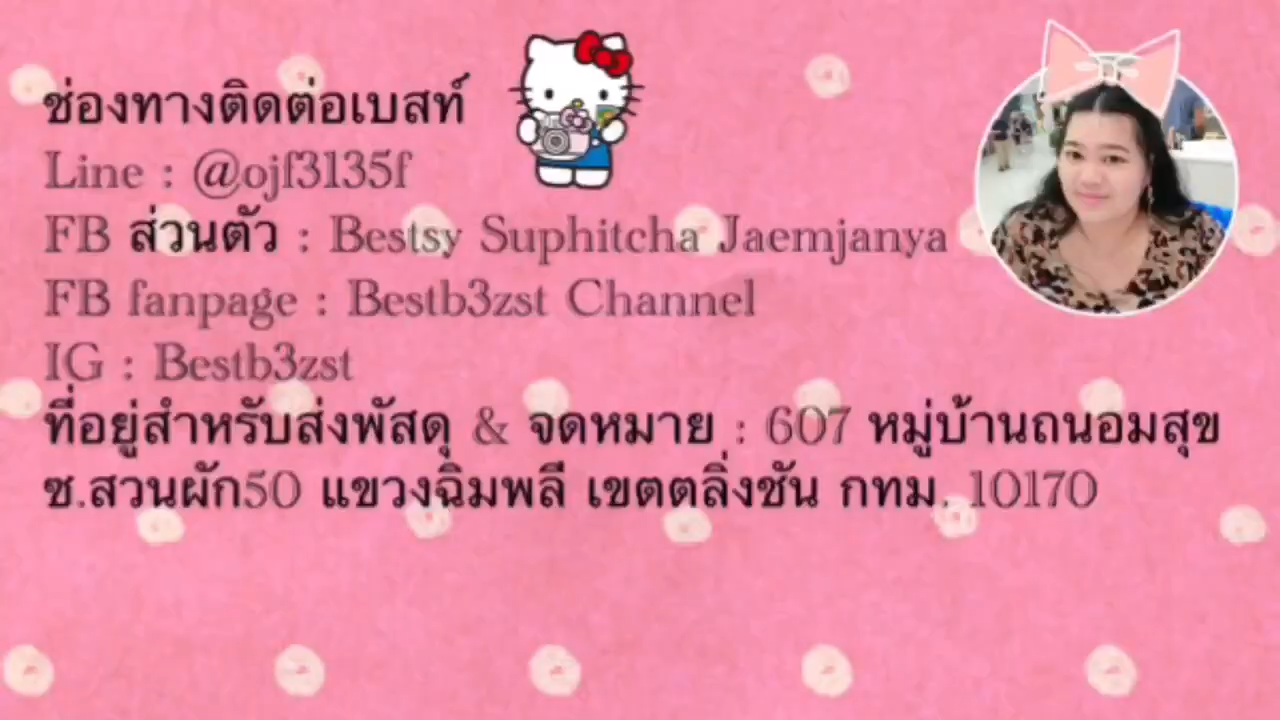 ช่องทางติดต่อเบสท์
Line : @ojf3135f
FB ส่วนตัว : Bestsy Suphitcha Jaemjanya
FB fanpage : Bestb3zst Channel
IG : Bestb3zst
ที่อยู่สำหรับส่งพัสดุ & จดหมาย : 607 หมู่บ้านถนอมสุข
ซ.สวนผัก50 แขวงฉิมพลี เขตตลิ่งชัน กทม. 10170